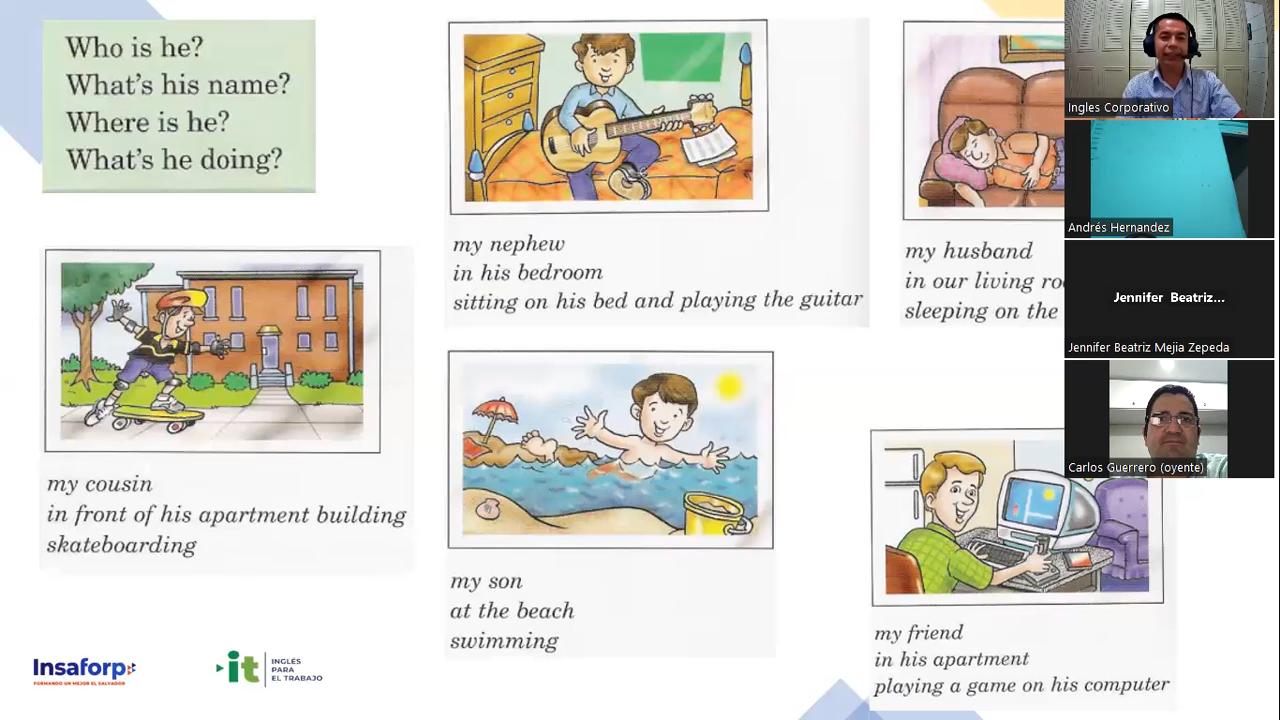 Who is he?
What's his name?
Where is he?
What's he doing?
my nephew
in his bedroom
sitting on his bed and playing the guitar
my husband
in our living
sleeping on the
my cousin
in front of his apartment building
skateboarding
my son
at the beach
swimming
my friend
in his apartment
playing a game on his computer
Insaforp
FORMANDO UN MEJOR EL SALVADOR
it
INGLÉS
PARA
EL TRABAJO
Ingles Corporativo
Andrés Hernandez
Jennifer Beatriz...
Jennifer Beatriz Mejia Zepeda
Carlos Guerrero (oyente)